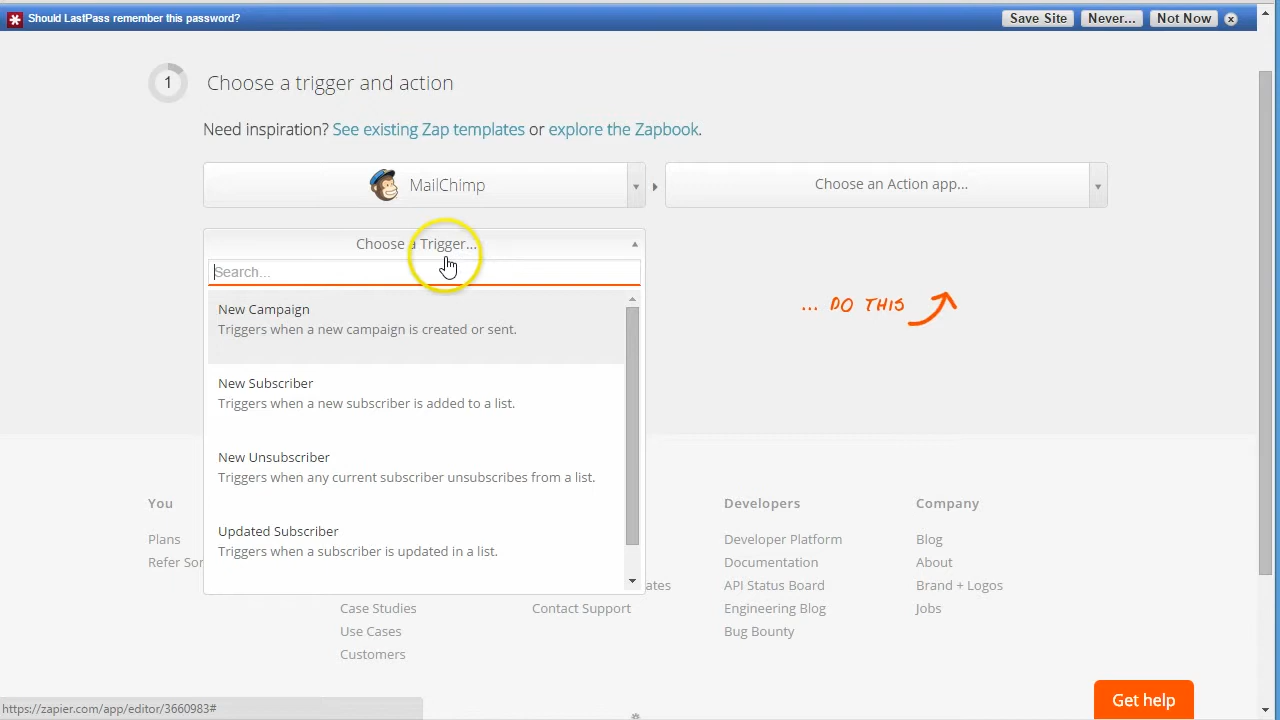 Should LastPass remember this password?
Save Site
Never...
Not Now
1
Choose a trigger and action
Need inspiration? See existing Zap templates or explore the Zapbook.
MailChimp
Choose an Action app...
Choose a Trigger...
Search...
... DO THIS
New Campaign
Triggers when a new campaign is created or sent.
New Subscriber
Triggers when a new subscriber is added to a list.
New Unsubscriber
Triggers when any current subscriber unsubscribes from a list.
Updated Subscriber
Triggers when a subscriber is updated in a list.
You
Plans
Refer
Case Studies
Use Cases
Customers
Contact Support
Developers
Developer Platform
Documentation
API Status Board
Engineering Blog
Bug Bounty
Company
Blog
About
Brand + Logos
Jobs
https://zapier.com/app/editor/3660983#
Get help